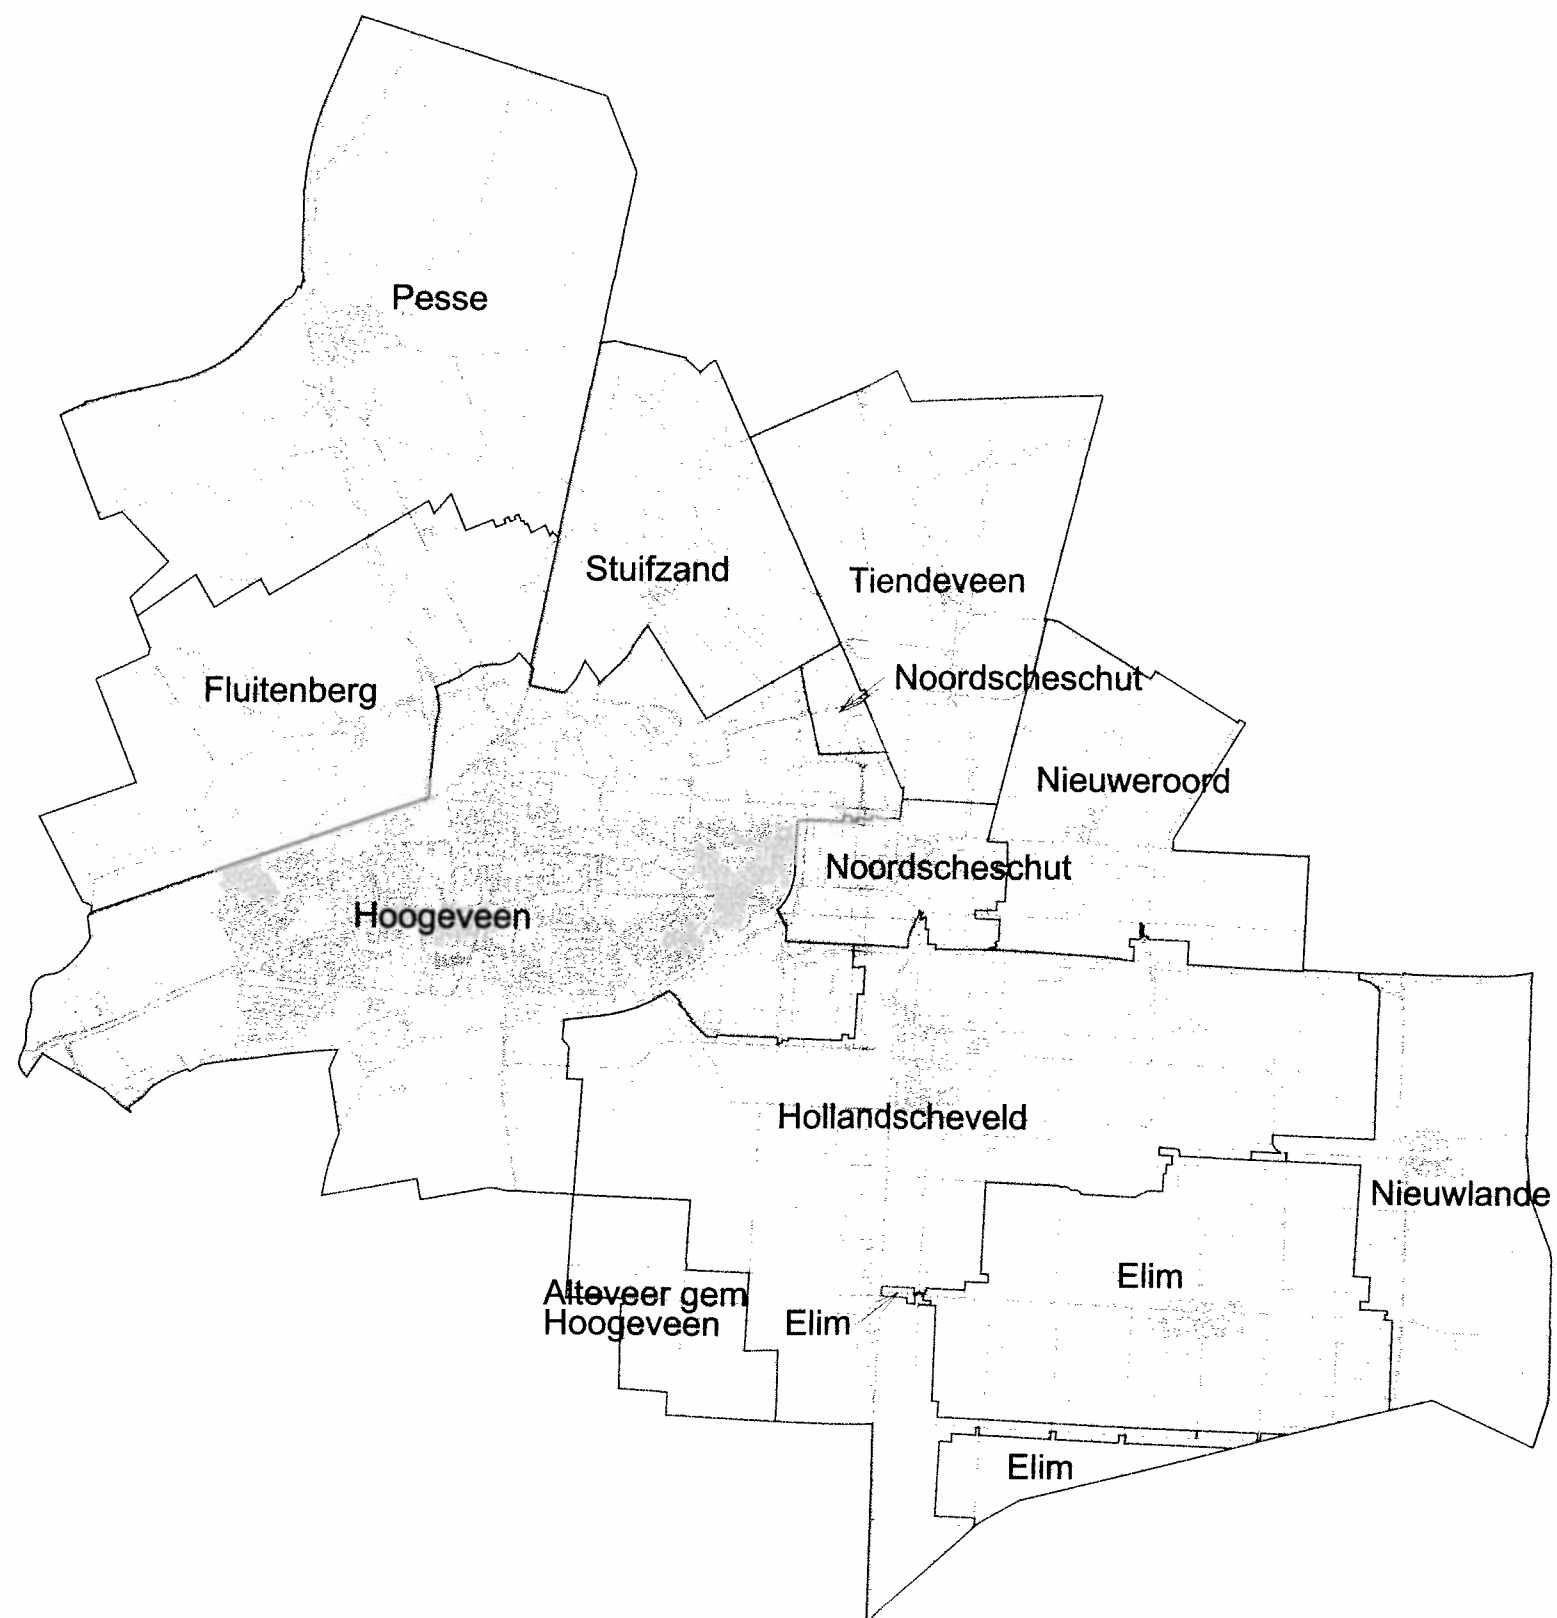 Pesse
Stuifzand
Tiendeveen
Noordscheschut
Fluitenberg
Nieuweroord
Noordscheschut
Hoogeveen
Hollandscheveld
Nieuwlande
Elim
Alteveer gem
Hoogeveen
Elim
Elim